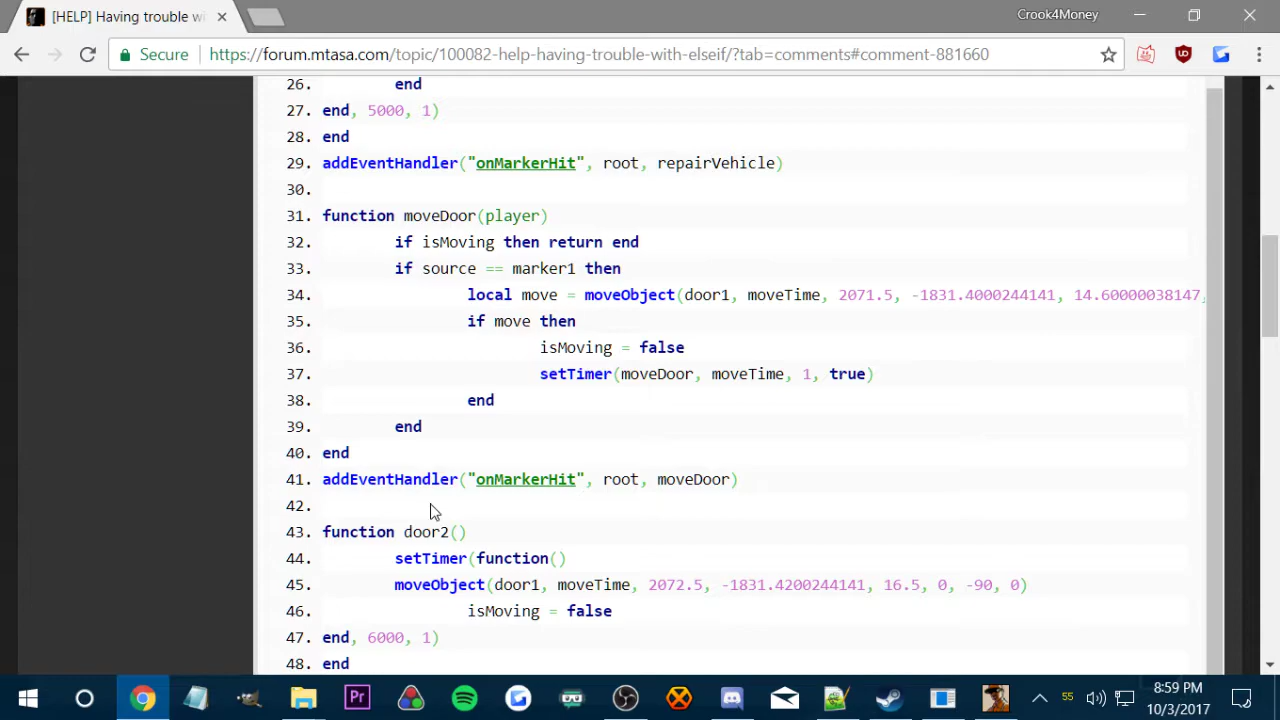 [HELP] Having trouble wi
Crook4Money
Secure
https://forum.mtasa.com/topic/100082-help-having-trouble-with-elseif/?tab=comments#comment-881660
26. end
27. end, 5000, 1)
28. end
29. addEventHandler("onMarkerHit", root, repairVehicle)
30.
31. function moveDoor(player)
32. if isMoving then return end
33. if source == marker1 then
34. local move = moveObject(door1, moveTime, 2071.5, -1831.4000244141, 14.60000038147,
35. if move then
36. isMoving = false
37. setTimer(moveDoor, moveTime, 1, true)
38. end
39. end
40. end
41. addEventHandler("onMarkerHit", root, moveDoor)
42.
43. function door2()
44. setTimer(function()
45. moveObject(door1, moveTime, 2072.5, -1831.4200244141, 16.5, 0, -90, 0)
46. isMoving = false
47. end, 6000, 1)
48. end
Pr
55
8:59 PM
10/3/2017